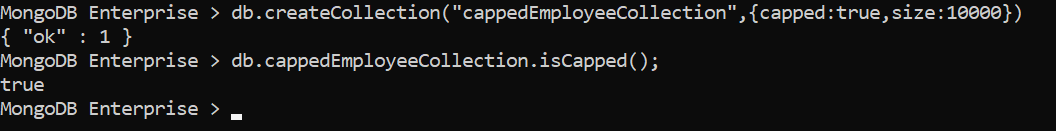 MongoDB Enterprise > db.createCollection("cappedEmployeeCollection",{capped:true,size:10000})
{ "ok" : 1 }
MongoDB Enterprise > db.cappedEmployeeCollection.isCapped();
true
MongoDB Enterprise >